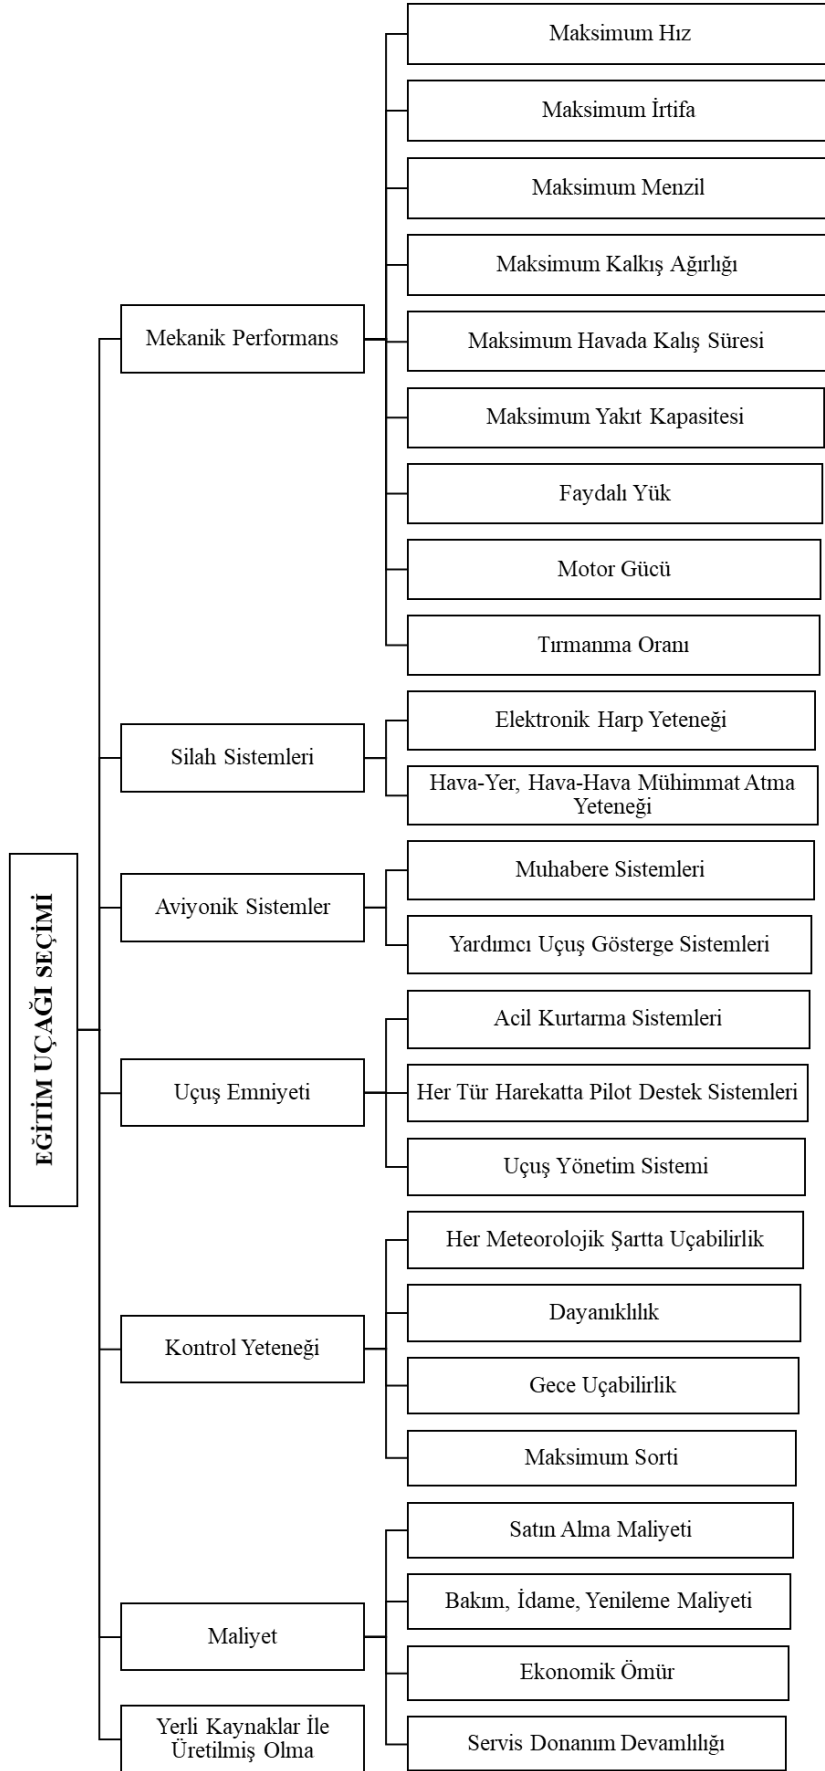 EĞİTİM UÇAĞI SEÇİMİ
Mekanik Performans
Maksimum Hız
Maksimum İrtifa
Maksimum Menzil
Maksimum Kalkış Ağırlığı
Maksimum Havada Kalış Süresi
Maksimum Yakıt Kapasitesi
Faydalı Yük
Motor Gücü
Tırmanma Oranı
Silah Sistemleri
Elektronik Harp Yeteneği
Hava-Yer, Hava-Hava Mühimmat Atma
Yeteneği
Aviyonik Sistemler
Muhabere Sistemleri
Yardımcı Uçuş Gösterge Sistemleri
Uçuş Emniyeti
Acil Kurtarma Sistemleri
Her Tür Harekatta Pilot Destek Sistemleri
Uçuş Yönetim Sistemi
Kontrol Yeteneği
Her Meteorolojik Şartta Uçabilirlik
Dayanıklılık
Gece Uçabilirlik
Maksimum Sorti
Maliyet
Satın Alma Maliyeti
Bakım, İdame, Yenileme Maliyeti
Ekonomik Ömür
Servis Donanım Devamlılığı
Yerli Kaynaklar İle
Üretilmiş Olma